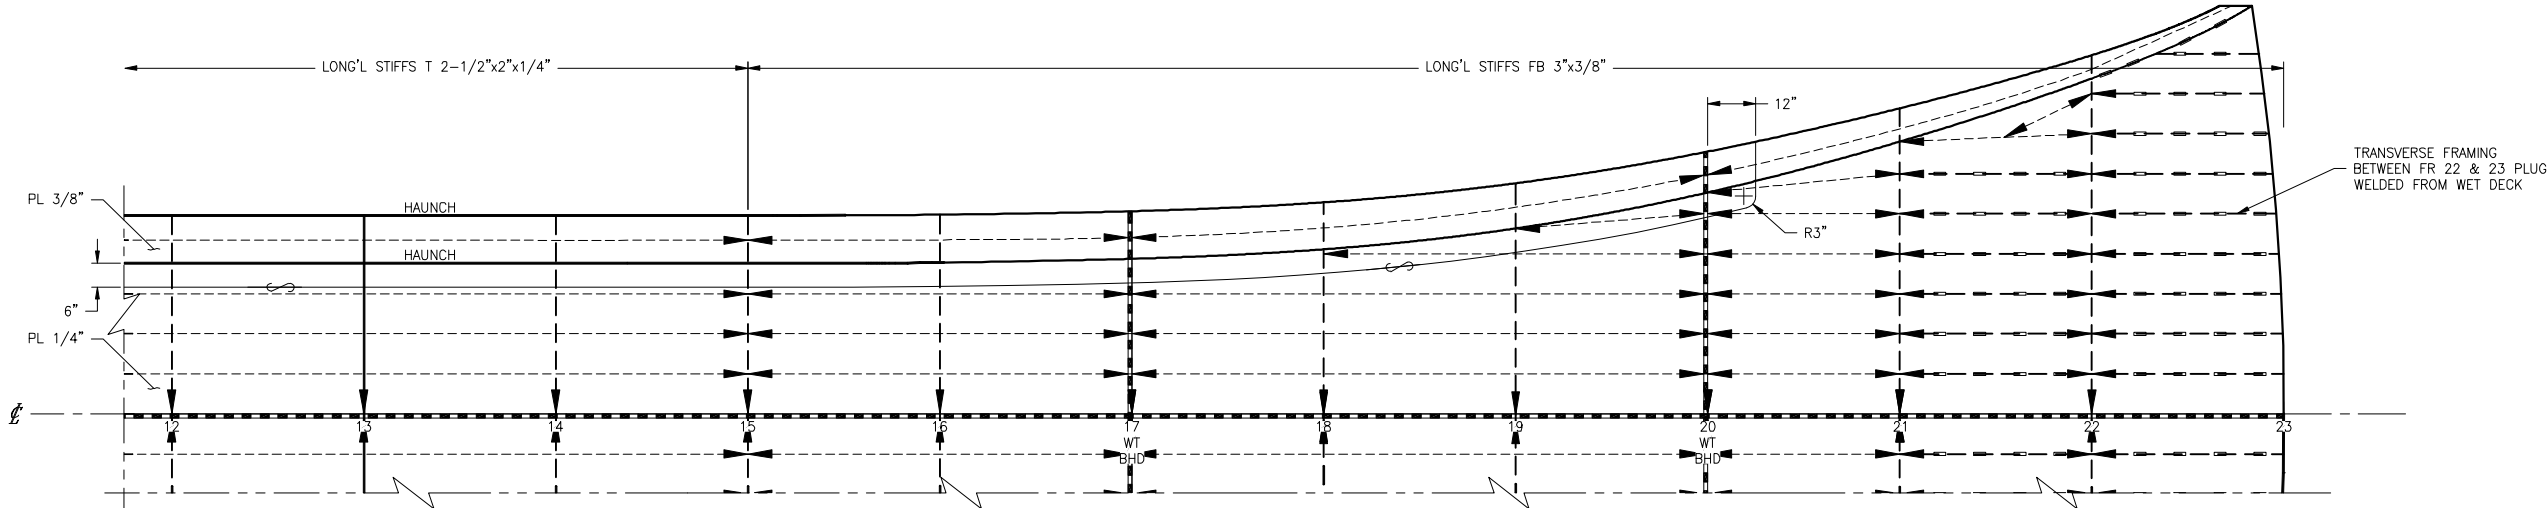 LONG'L STIFFS T 2-1/2"x2"x1/4"
LONG'L STIFFS FB 3"x3/8"
12"
TRANSVERSE FRAMING
BETWEEN FR 22 & 23 PLUG
WELDED FROM WET DECK
PL 3/8"
HAUNCH
R3"
HAUNCH
6"
PL 1/4"
12 13 14 15 16 17 18 19 20 21 22 23
WT
BHD
WT
BHD